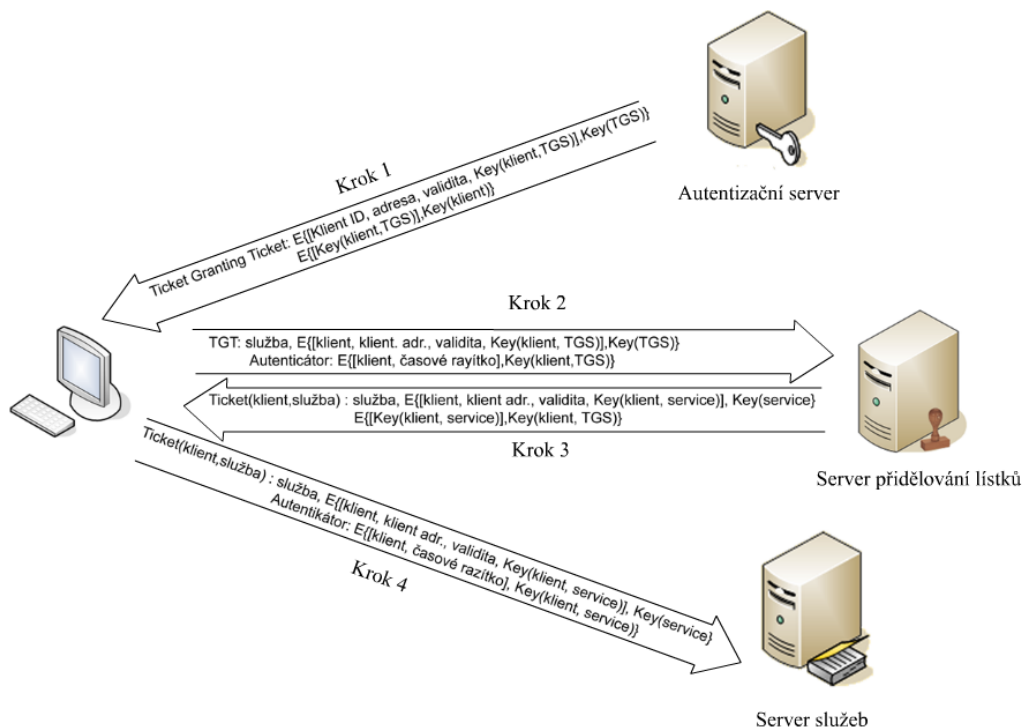 Autentizační server
Krok 1
Ticket Granting Ticket: E{[Klient ID, adresa, validita, Key(klient,TGS)],Key(TGS)}
E{[Key(klient,TGS)],Key(klient)}
Krok 2
TGT: služba, E{[klient, klient. adr., validita, Key(klient, TGS)],Key(TGS)}
Autenticátor: E{[klient, časové rayítko],Key(klient,TGS)}
Ticket(klient,služba) : služba, E{[klient, klient adr., validita, Key(klient, service)], Key(service}
E{[Key(klient, service)],Key(klient, TGS)}
Krok 3
Server přidělování lístků
Ticket(klient,služba) : služba, E{[klient, klient adr., validita, Key(klient, service)], Key(service}
Autentikátor: E{[klient, časové razítko], Key(klient, service)}
Krok 4
Server služeb